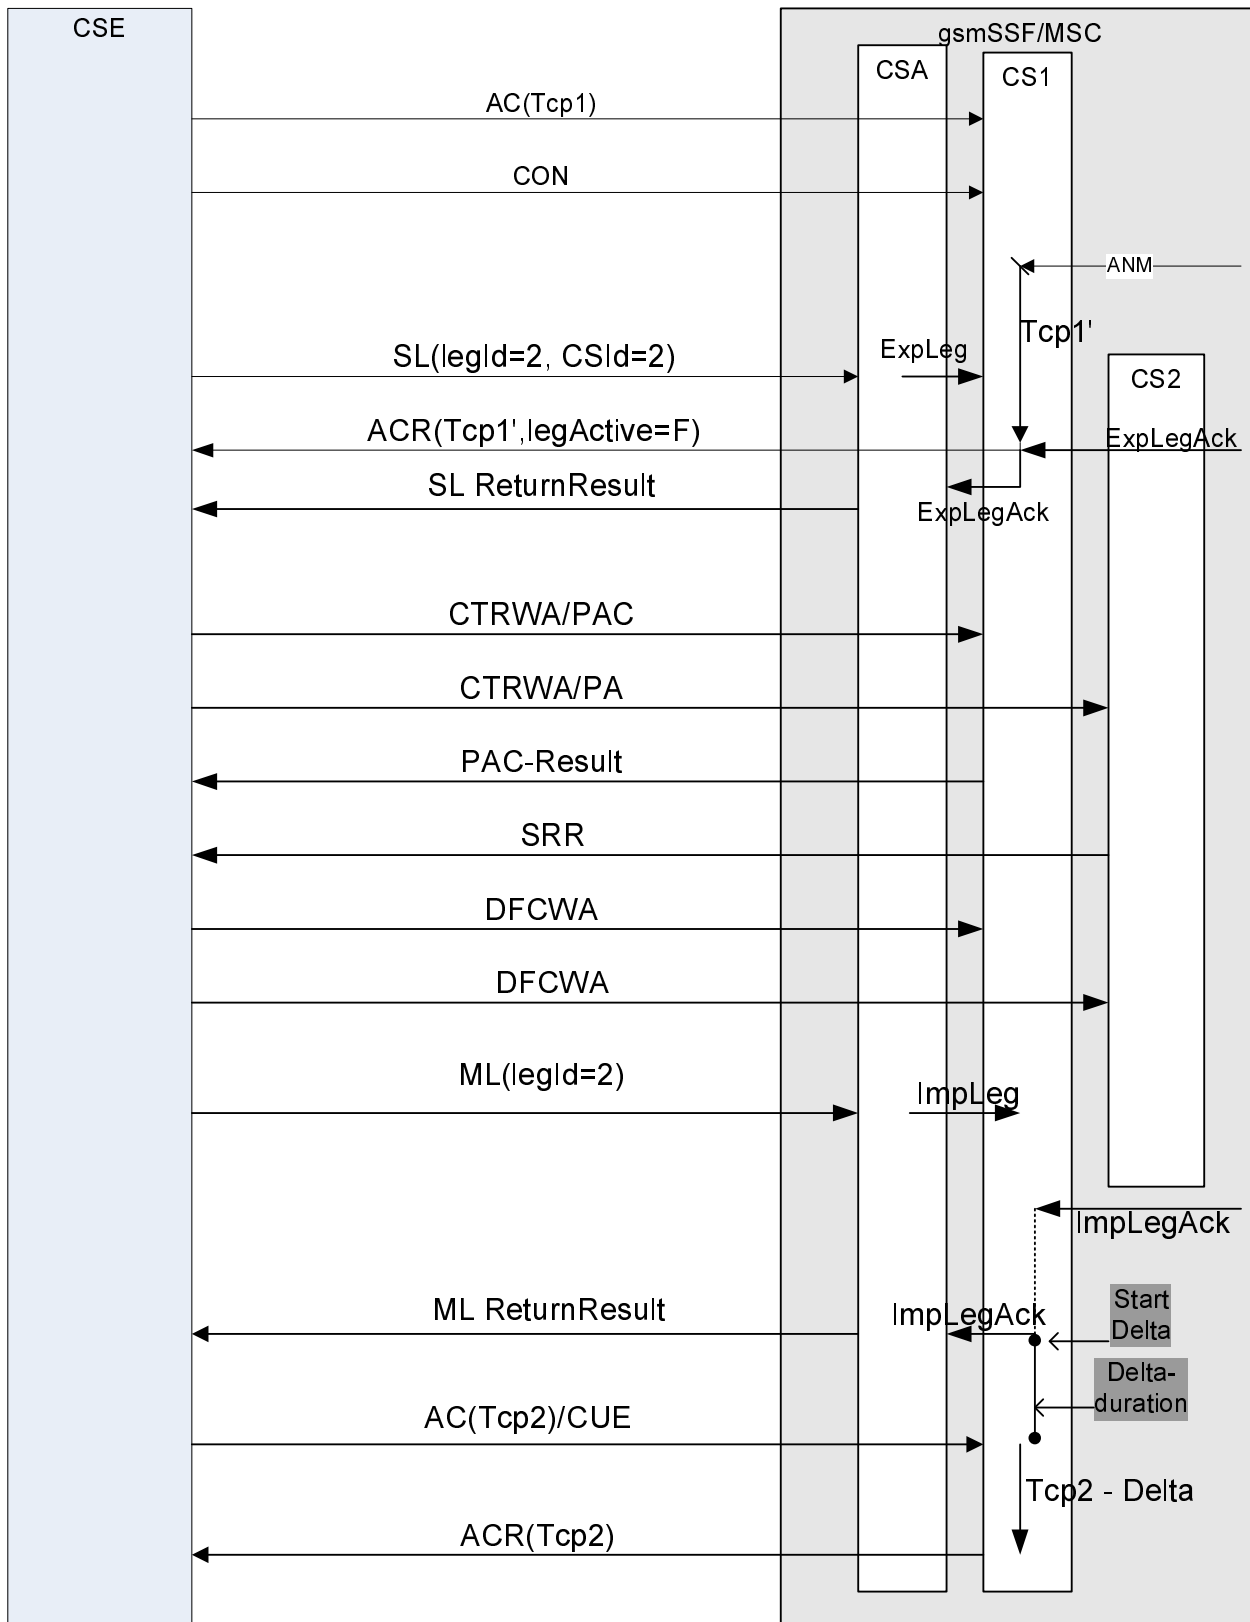 CSE
gsmSSF/MSC
CSA
CS1
AC(Tcp1)
CON
ANM
Tcp1'
SL(legId=2, CSId=2)
ExpLeg
CS2
ACR(Tcp1',legActive=F)
ExpLegAck
SL ReturnResult
ExpLegAck
CTRWA/PAC
CTRWA/PA
PAC-Result
SRR
DFCWA
DFCWA
ML(legId=2)
ImpLeg
ImpLegAck
ML ReturnResult
ImpLegAck
Start
Delta
Delta-
duration
AC(Tcp2)/CUE
Tcp2 - Delta
ACR(Tcp2)